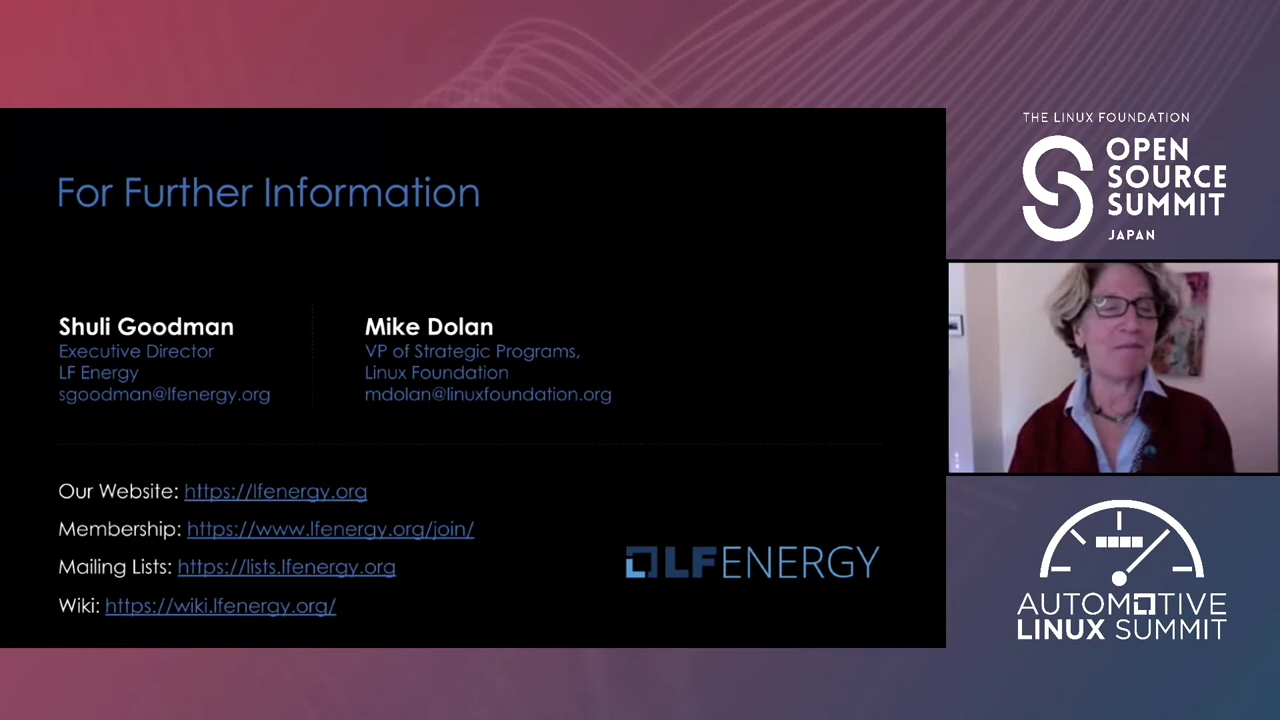 For Further Information
Shuli Goodman
Executive Director
LF Energy
sgoodman@lfenergy.org
Mike Dolan
VP of Strategic Programs,
Linux Foundation
mdolan@linuxfoundation.org
Our Website: https://lfenergy.org
Membership: https://www.lfenergy.org/join/
Mailing Lists: https://lists.lfenergy.org
Wiki: https://wiki.lfenergy.org/
LFENERGY
THE LINUX FOUNDATION
OPEN
SOURCE
SUMMIT
JAPAN
AUTOMOTIVE
LINUX SUMMIT